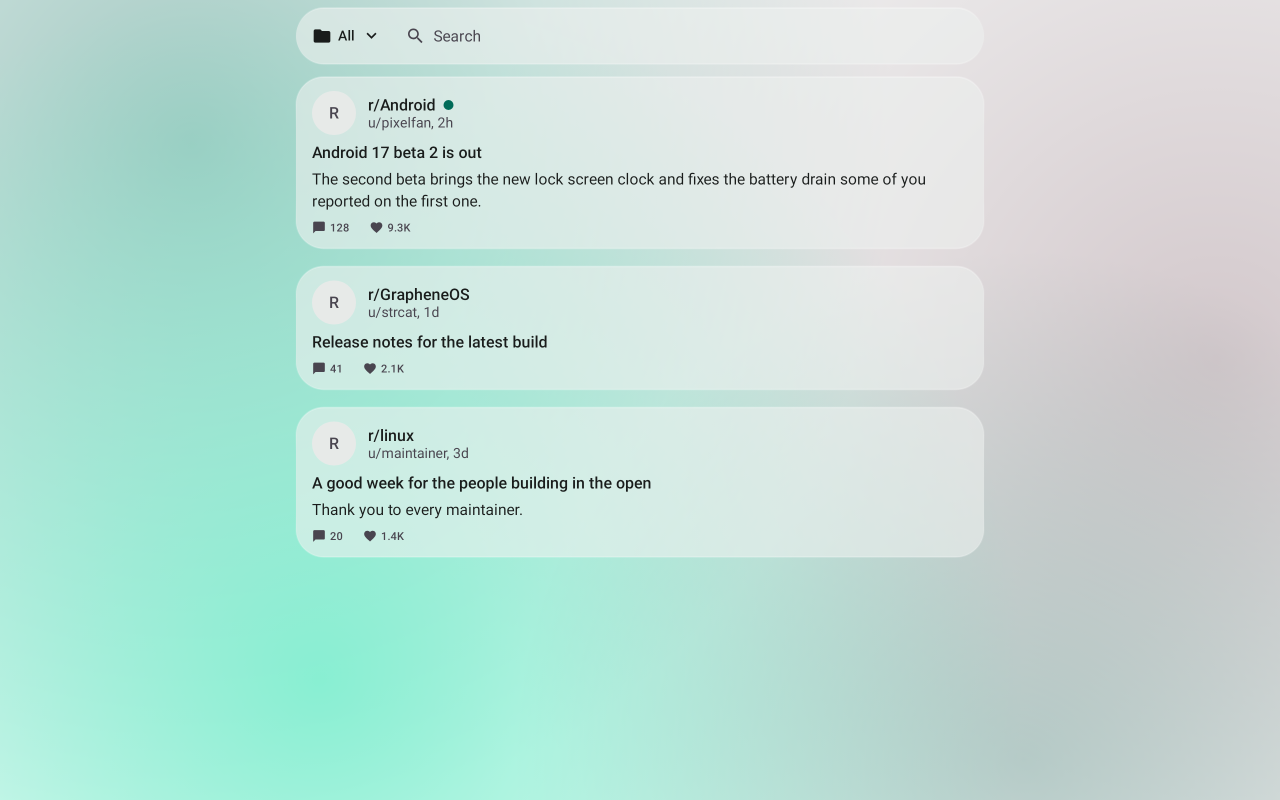 All
Search
R
r/Android
u/pixelfan, 2h
Android 17 beta 2 is out
The second beta brings the new lock screen clock and fixes the battery drain some of you
reported on the first one.
128 9.3K
R
r/GrapheneOS
u/strcat, 1d
Release notes for the latest build
41 2.1K
R
r/linux
u/maintainer, 3d
A good week for the people building in the open
Thank you to every maintainer.
20 1.4K